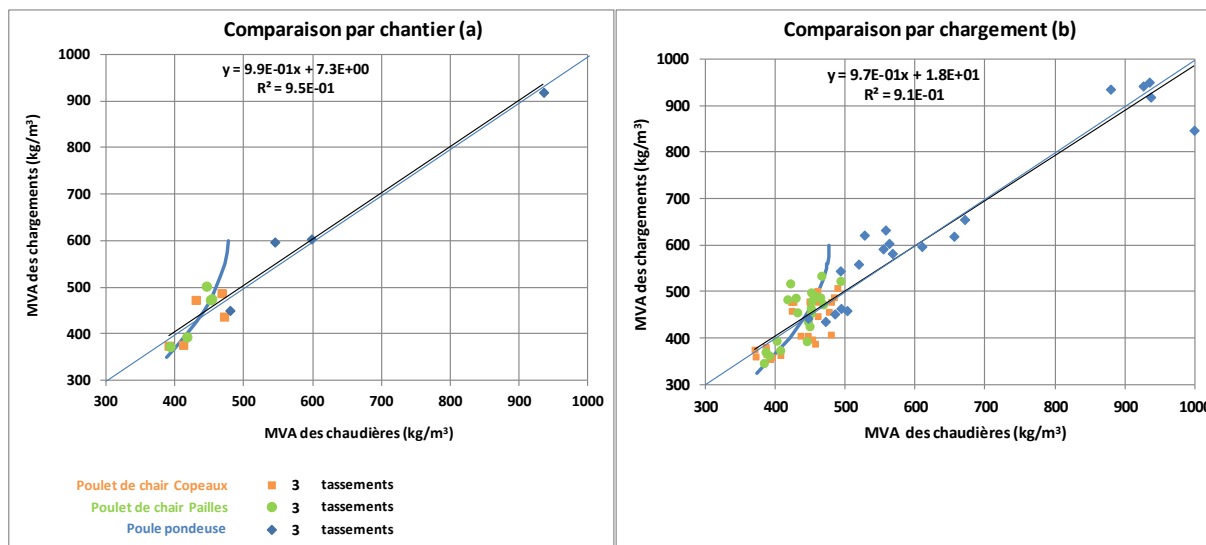 Comparaison par chantier (a)
y = 9.9E-01x + 7.3E+00
R² = 9.5E-01
MVA des chargements (kg/m³)
1000
900
800
700
600
500
400
300
300 400 500 600 700 800 900 1000
MVA des chaudières (kg/m³)
Poulet de chair Copeaux 3 tassements
Poulet de chair Pailles 3 tassements
Poule pondeuse 3 tassements
Comparaison par chargement (b)
y = 9.7E-01x + 1.8E+01
R² = 9.1E-01
MVA des chargements (kg/m³)
1000
900
800
700
600
500
400
300
300 400 500 600 700 800 900 1000
MVA des chaudières (kg/m³)